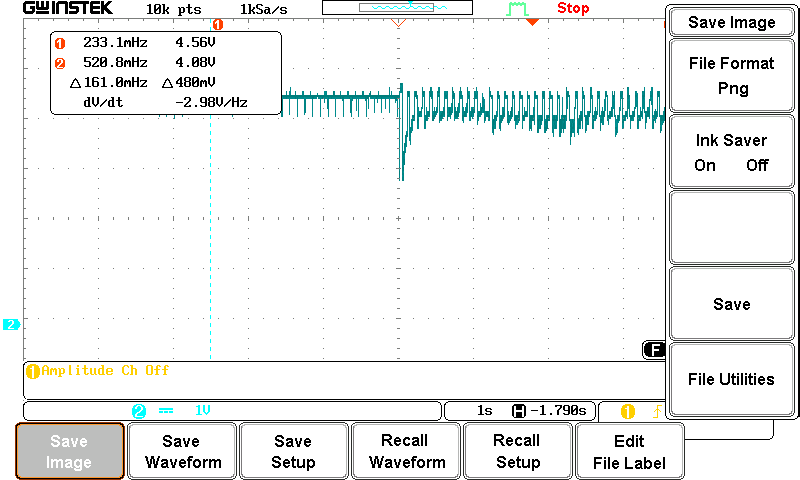 GWINSTEK 10k pts 1kSa/s Stop
1
1 233.1mHz 4.56V
2 520.8mHz 4.08V
△161.0mHz △480mV
dV/dt -2.98V/Hz
2
F
1 Amplitude Ch Off
2 1V 1s H -1.790s 1
Save Image
File Format
Png
Ink Saver
On Off
Save
File Utilities
Save
Image
Save
Waveform
Save
Setup
Recall
Waveform
Recall
Setup
Edit
File Label